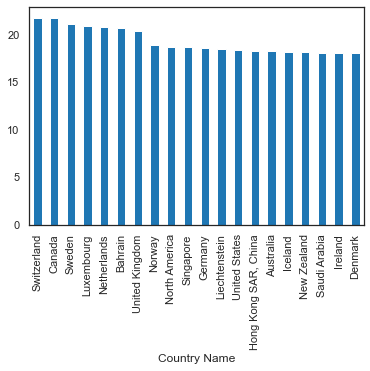 20
15
10
5
0
Switzerland
Canada
Sweden
Luxembourg
Netherlands
Bahrain
United Kingdom
Norway
North America
Singapore
Germany
Liechtenstein
United States
Hong Kong SAR, China
Australia
Iceland
New Zealand
Saudi Arabia
Ireland
Denmark
Country Name